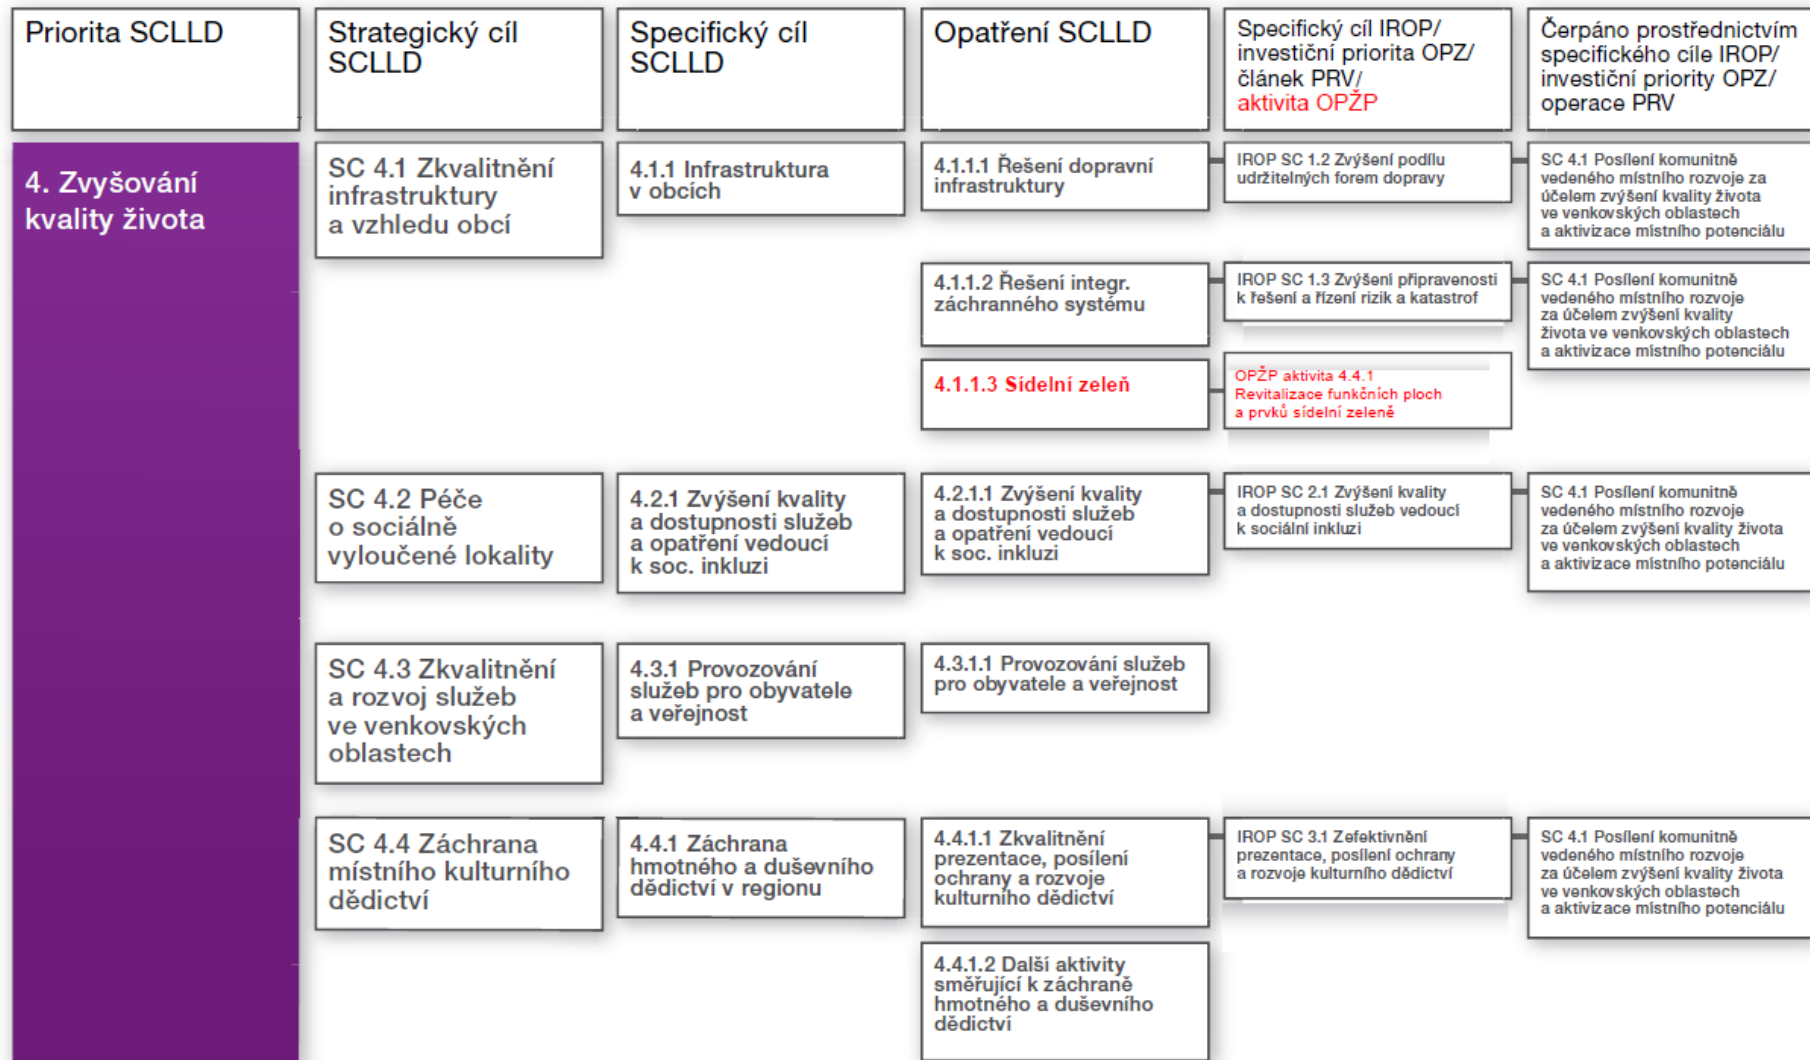 Priorita SCLLD
Strategický cíl
SCLLD
Specifický cíl
SCLLD
Opatření SCLLD
Specifický cíl IROP/
investiční priorita OPZ/
článek PRV/
aktivita OPŽP
Čerpáno prostřednictvím
specifického cíle IROP/
investiční priority OPZ/
operace PRV
4. Zvyšování
kvality života
SC 4.1 Zkvalitnění
infrastruktury
a vzhledu obcí
4.1.1 Infrastruktura
v obcích
4.1.1.1 Řešení dopravní
infrastruktury
IROP SC 1.2 Zvýšení podílu
udržitelných forem dopravy
SC 4.1 Posílení komunitně
vedeného místního rozvoje za
účelem zvýšení kvality života
ve venkovských oblastech
a aktivizace místního potenciálu
4.1.1.2 Řešení integr.
záchranného systému
IROP SC 1.3 Zvýšení připravenosti
k řešení a řízení rizik a katastrof
SC 4.1 Posílení komunitně
vedeného místního rozvoje
za účelem zvýšení kvality
života ve venkovských oblastech
a aktivizace místního potenciálu
4.1.1.3 Sídelní zeleň
OPŽP aktivita 4.4.1
Revitalizace funkčních ploch
a prvků sídelní zeleně
SC 4.2 Péče
o sociálně
vyloučené lokality
4.2.1 Zvýšení kvality
a dostupnosti služeb
a opatření vedoucí
k soc. inkluzi
4.2.1.1 Zvýšení kvality
a dostupnosti služeb
a opatření vedoucí
k soc. inkluzi
IROP SC 2.1 Zvýšení kvality
a dostupnosti služeb vedoucí
k sociální inkluzi
SC 4.1 Posílení komunitně
vedeného místního rozvoje
za účelem zvýšení kvality života
ve venkovských oblastech
a aktivizace místního potenciálu
SC 4.3 Zkvalitnění
a rozvoj služeb
ve venkovských
oblastech
4.3.1 Provozování
služeb pro obyvatele
a veřejnost
4.3.1.1 Provozování služeb
pro obyvatele a veřejnost
SC 4.4 Záchrana
místního kulturního
dědictví
4.4.1 Záchrana
hmotného a duševního
dědictví v regionu
4.4.1.1 Zkvalitnění
prezentace, posílení
ochrany a rozvoje
kulturního dědictví
IROP SC 3.1 Zefektivnění
prezentace, posílení ochrany
a rozvoje kulturního dědictví
SC 4.1 Posílení komunitně
vedeného místního rozvoje
za účelem zvýšení kvality života
ve venkovských oblastech
a aktivizace místního potenciálu
4.4.1.2 Další aktivity
směřující k záchraně
hmotného a duševního
dědictví